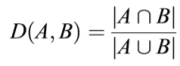 D(A, B) = |A ∩ B| / |A ∪ B|